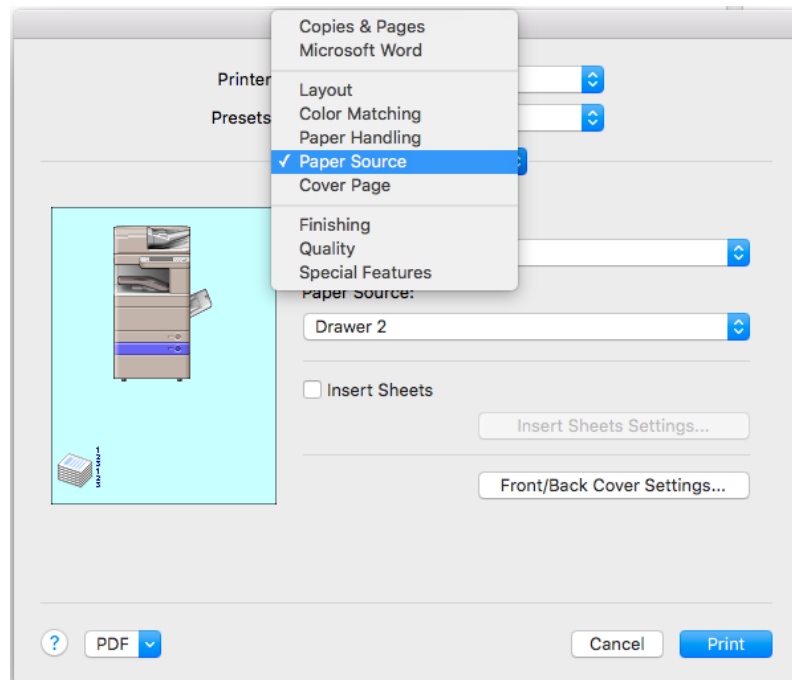 Copies & Pages
Microsoft Word
Printer
Layout
Presets
Color Matching
Paper Handling
✓ Paper Source
Cover Page
Finishing
Quality
Special Features
Paper Source:
Drawer 2
Insert Sheets
Insert Sheets Settings...
Front/Back Cover Settings...
? PDF Cancel Print